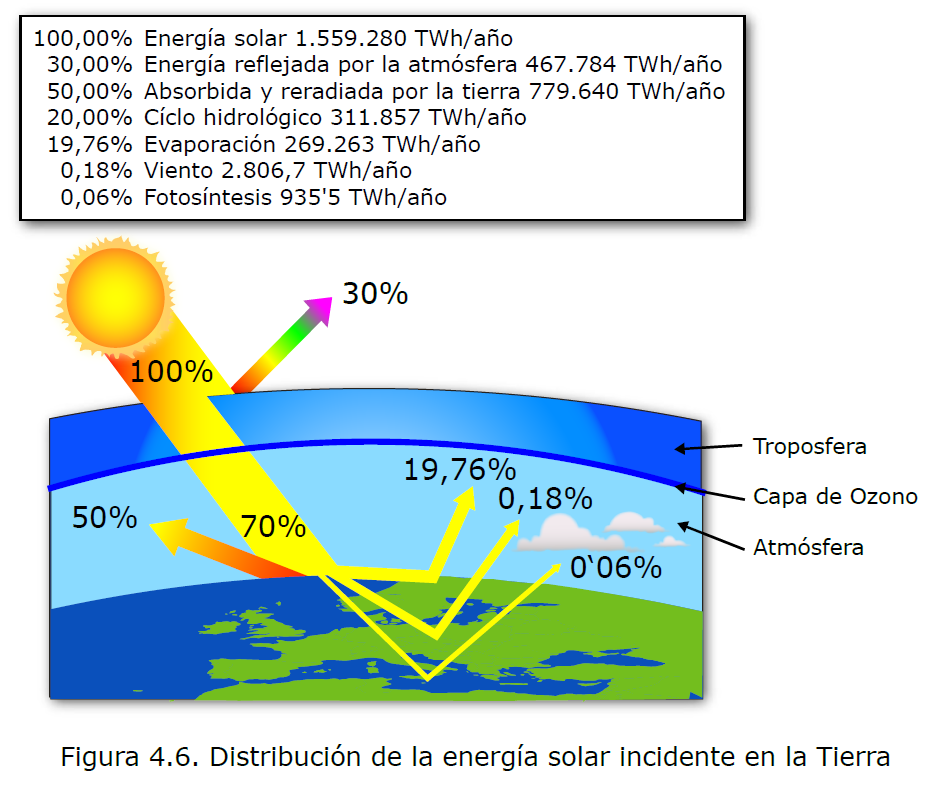 100,00% Energía solar 1.559.280 TWh/año
30,00% Energía reflejada por la atmósfera 467.784 TWh/año
50,00% Absorbida y reradiada por la tierra 779.640 TWh/año
20,00% Cíclo hidrológico 311.857 TWh/año
19,76% Evaporación 269.263 TWh/año
0,18% Viento 2.806,7 TWh/año
0,06% Fotosíntesis 935'5 TWh/año
30%
100%
Troposfera
19,76%
0,18%
Capa de Ozono
50%
70%
Atmósfera
0‘06%
Figura 4.6. Distribución de la energía solar incidente en la Tierra